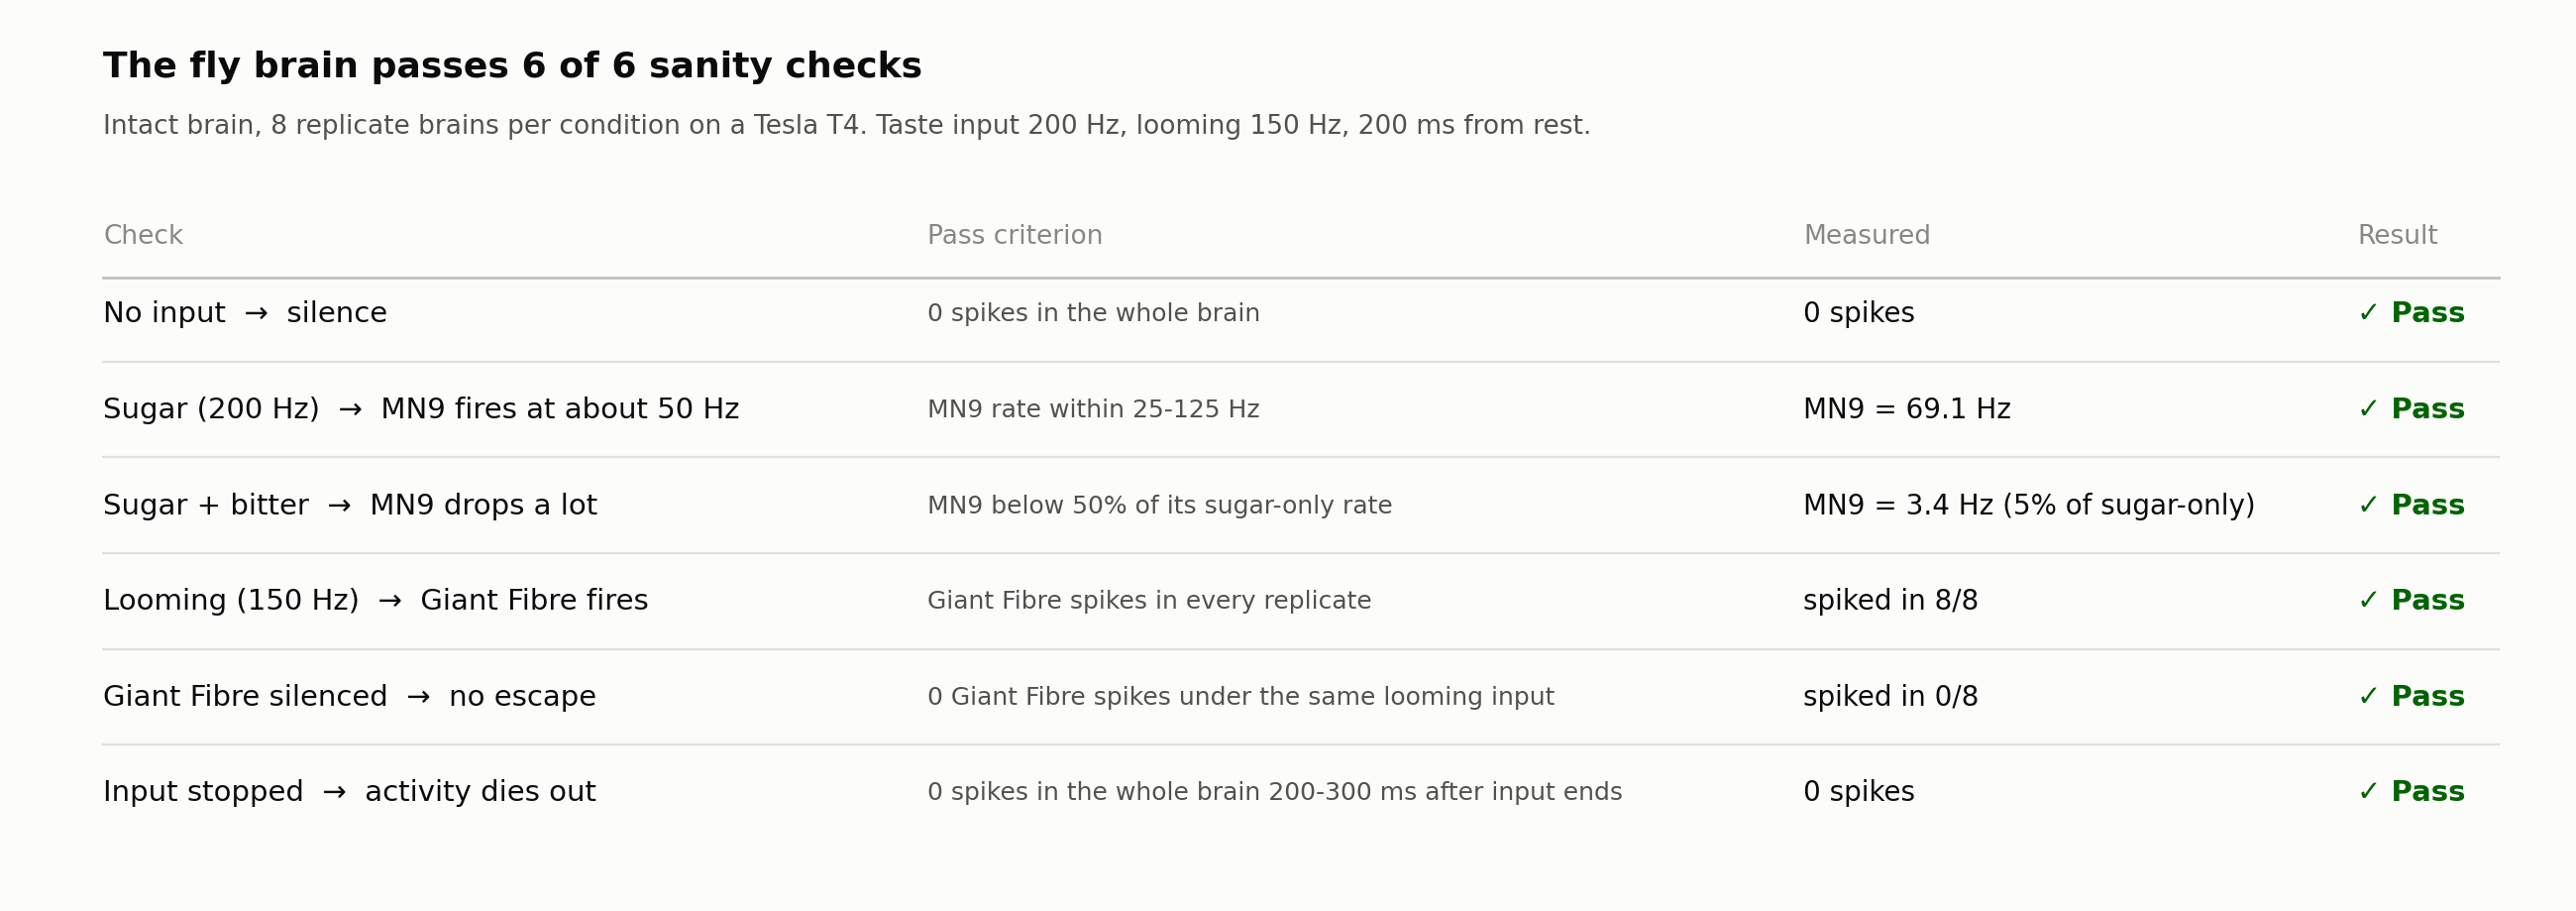 The fly brain passes 6 of 6 sanity checks
Intact brain, 8 replicate brains per condition on a Tesla T4. Taste input 200 Hz, looming 150 Hz, 200 ms from rest.
Check Pass criterion Measured Result
No input → silence 0 spikes in the whole brain 0 spikes ✓ Pass
Sugar (200 Hz) → MN9 fires at about 50 Hz MN9 rate within 25-125 Hz MN9 = 69.1 Hz ✓ Pass
Sugar + bitter → MN9 drops a lot MN9 below 50% of its sugar-only rate MN9 = 3.4 Hz (5% of sugar-only) ✓ Pass
Looming (150 Hz) → Giant Fibre fires Giant Fibre spikes in every replicate spiked in 8/8 ✓ Pass
Giant Fibre silenced → no escape 0 Giant Fibre spikes under the same looming input spiked in 0/8 ✓ Pass
Input stopped → activity dies out 0 spikes in the whole brain 200-300 ms after input ends 0 spikes ✓ Pass